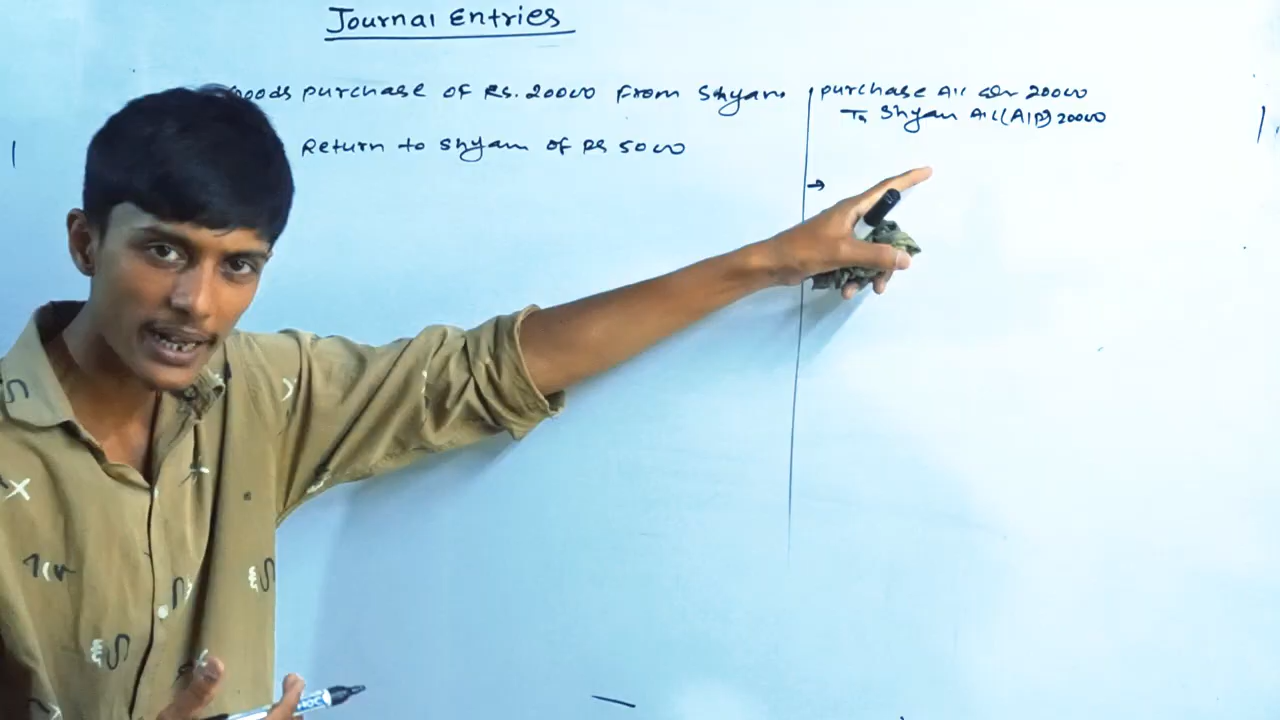 Journal Entries
Goods purchase of Rs. 20000 From Shyam
Return to Shyam of Rs 5000
purchase A/c Dr 20000
To Shyam A/c (A/P) 20000